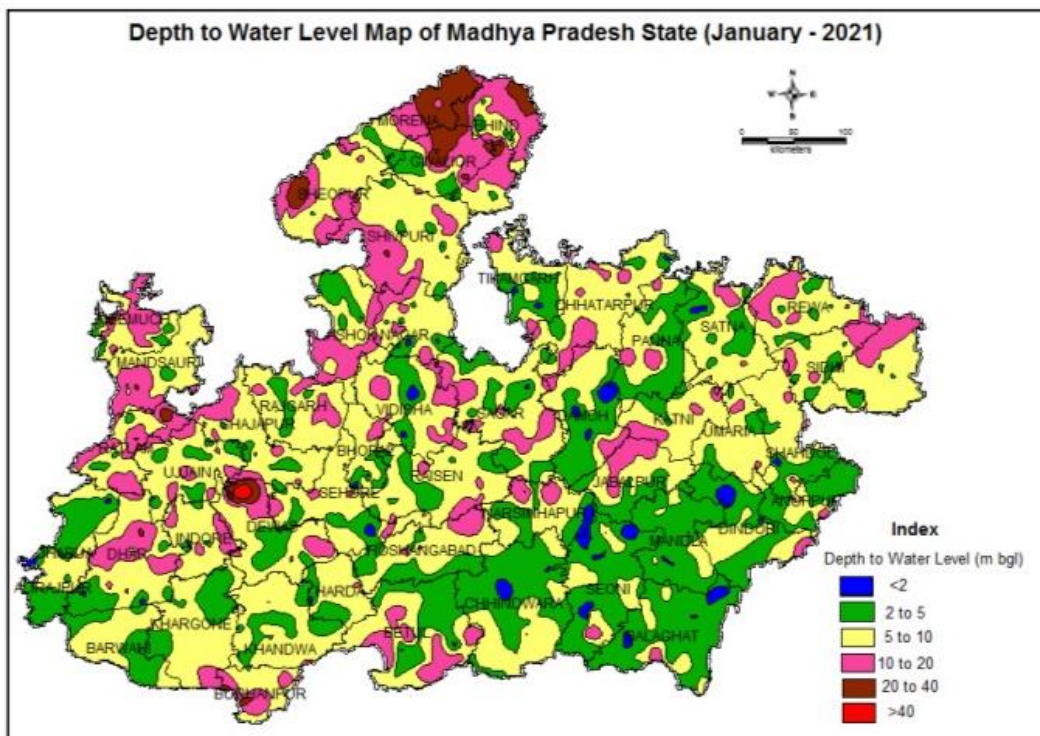 Depth to Water Level Map of Madhya Pradesh State (January - 2021)
N
W E
S
0 50 100
kilometers
MORENA
BHIND
GWALIOR
SHEOPUR
SHIVPURI
TIKAMGARH
CHHATARPUR
REWA
SATNA
PANNA
SIDHI
NEEMUCH
MANDSAUR
ASHOKNAGAR
RAJGARH
SHAJAPUR
VIDISHA
SAGAR
DAMOH
KATNI
UMARIA
SHAHDOL
RATLAM
UJJAIN
BHOPAL
RAISEN
SEHORE
JABALPUR
ANUPPUR
NARSIMHAPUR
DINDORI
DEWAS
INDORE
DHAR
HOSHANGABAD
MANDLA
JHABUA
ALIRAJPUR
HARDA
CHHINDWARA
SEONI
KHARGONE
BETUL
BALAGHAT
BARWANI
KHANDWA
BURHANPUR
Index
Depth to Water Level (m bgl)
<2
2 to 5
5 to 10
10 to 20
20 to 40
>40